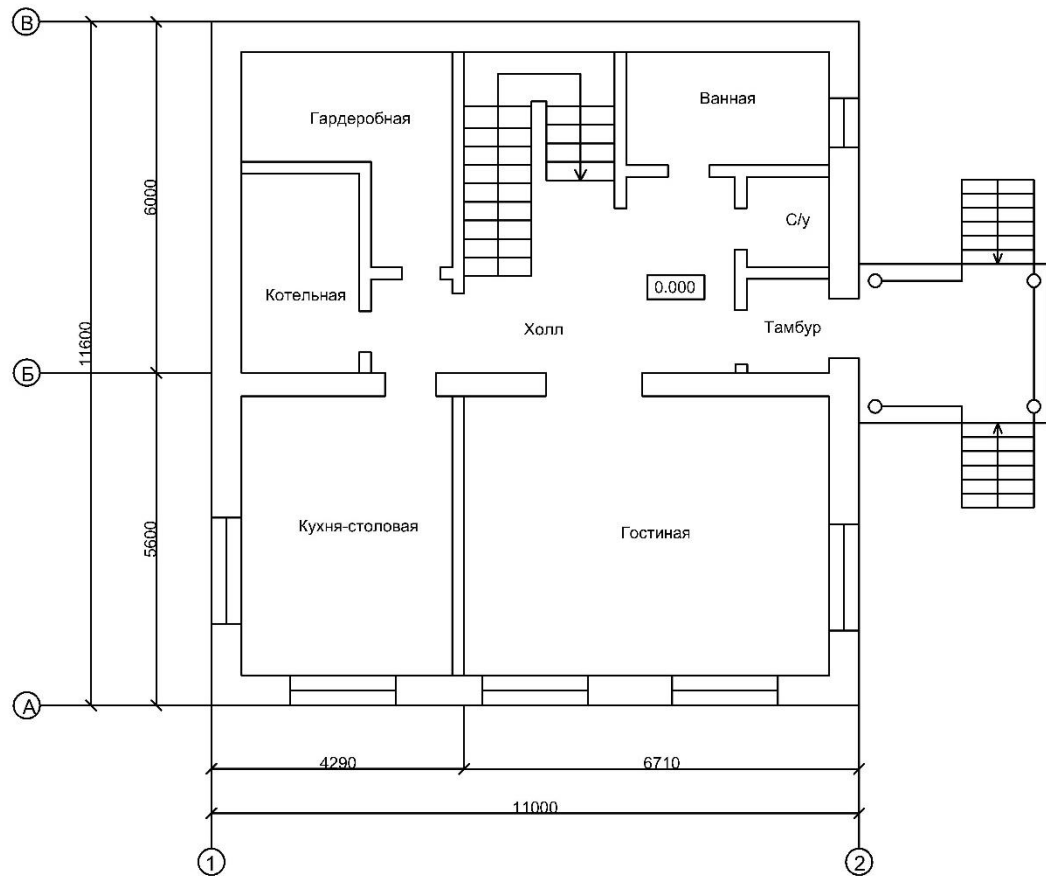 В
Гардеробная
Ванная
6000
С/у
11600
Котельная
0.000
Холл
Тамбур
Б
5600
Кухня-столовая
Гостиная
А
4290
6710
11000
1
2